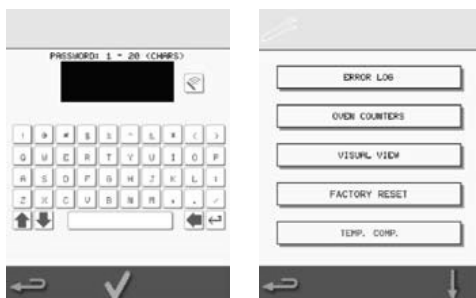 PASSWORD: 1 - 20 (CHARS)
! @ # $ % ^ & * ( )
Q W E R T Y U I O P
A S D F G H J K L :
Z X C V B N M , . /
ERROR LOG
OVEN COUNTERS
VISUAL VIEW
FACTORY RESET
TEMP. COMP.